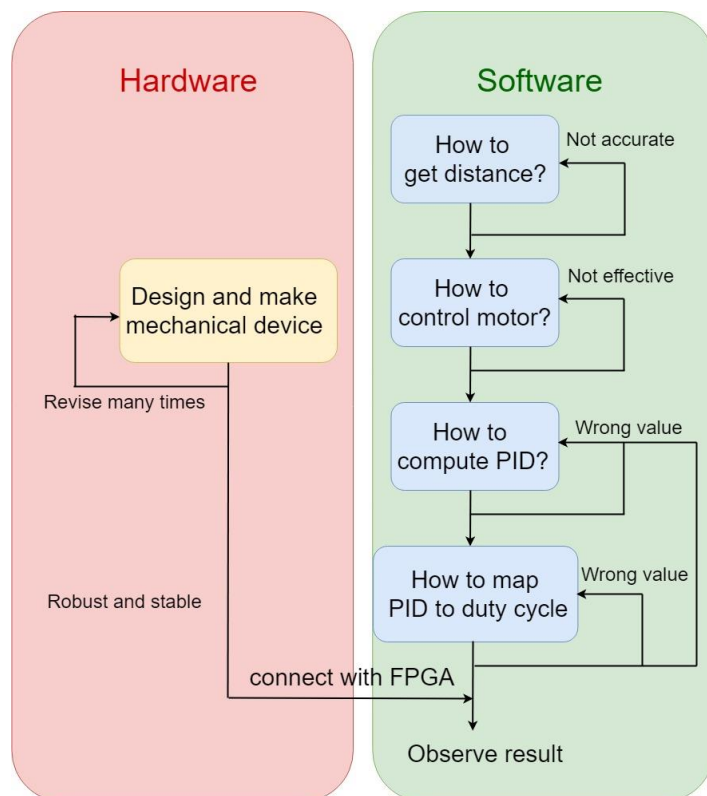 Hardware
Design and make
mechanical device
Revise many times
Robust and stable
Software
How to
get distance?
Not accurate
How to
control motor?
Not effective
How to
compute PID?
Wrong value
How to map
PID to duty cycle
Wrong value
connect with FPGA
Observe result